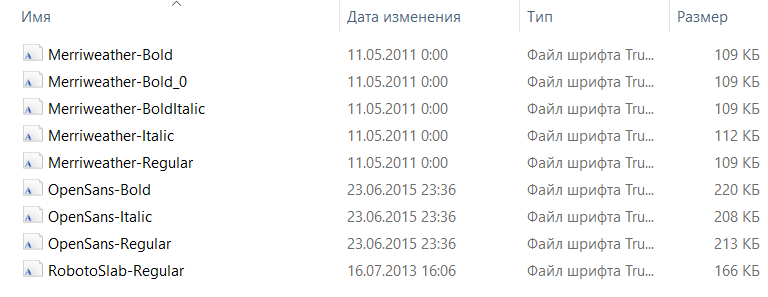 Имя Дата изменения Тип Размер
Merriweather-Bold 11.05.2011 0:00 Файл шрифта Tru... 109 КБ
Merriweather-Bold_0 11.05.2011 0:00 Файл шрифта Tru... 109 КБ
Merriweather-BoldItalic 11.05.2011 0:00 Файл шрифта Tru... 109 КБ
Merriweather-Italic 11.05.2011 0:00 Файл шрифта Tru... 112 КБ
Merriweather-Regular 11.05.2011 0:00 Файл шрифта Tru... 109 КБ
OpenSans-Bold 23.06.2015 23:36 Файл шрифта Tru... 220 КБ
OpenSans-Italic 23.06.2015 23:36 Файл шрифта Tru... 208 КБ
OpenSans-Regular 23.06.2015 23:36 Файл шрифта Tru... 213 КБ
RobotoSlab-Regular 16.07.2013 16:06 Файл шрифта Tru... 166 КБ